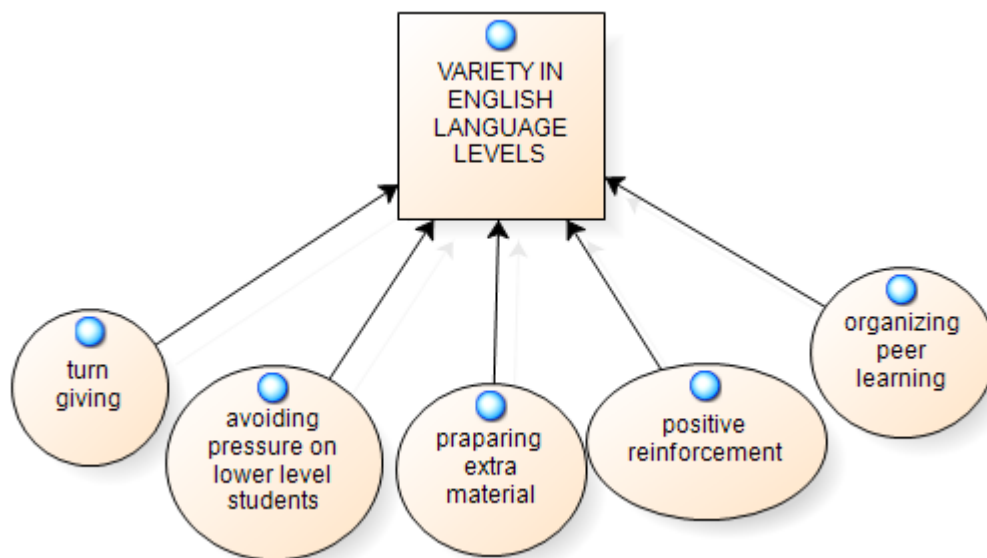 VARIETY IN
ENGLISH
LANGUAGE
LEVELS
turn
giving
avoiding
pressure on
lower level
students
praparing
extra
material
positive
reinforcement
organizing
peer
learning